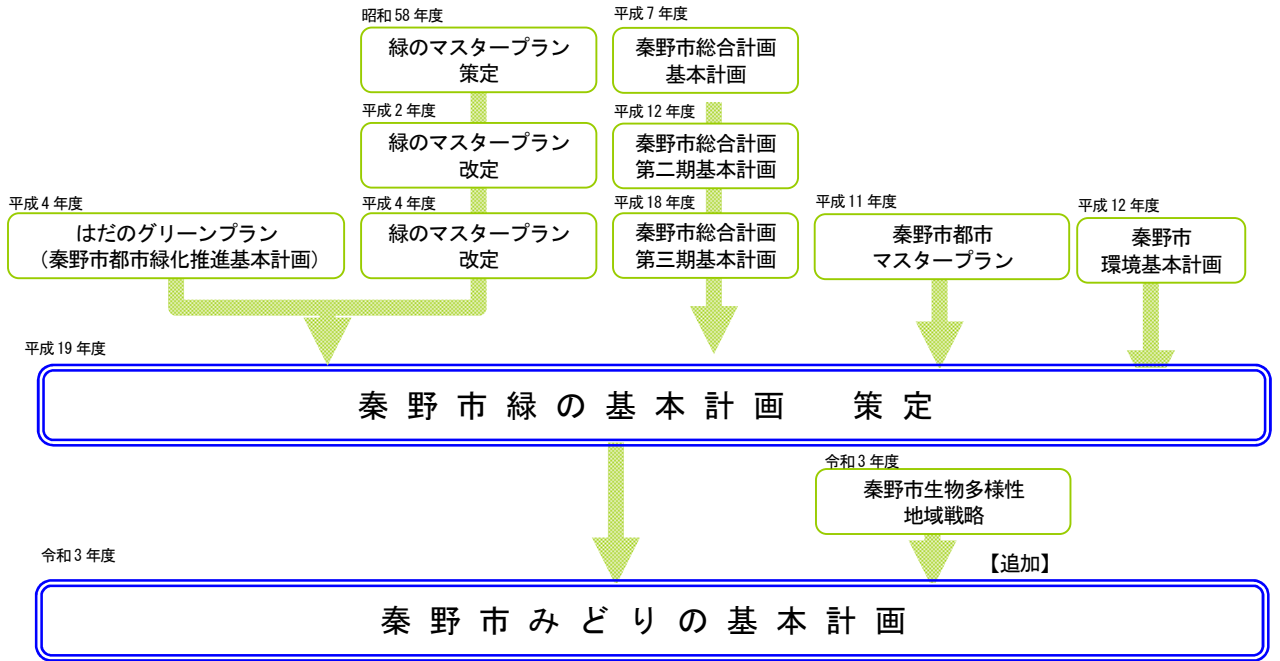 昭和58年度
緑のマスタープラン
策定
平成7年度
秦野市総合計画
基本計画
平成2年度
緑のマスタープラン
改定
平成12年度
秦野市総合計画
第二期基本計画
平成4年度
はだのグリーンプラン
（秦野市都市緑化推進基本計画）
平成4年度
緑のマスタープラン
改定
平成18年度
秦野市総合計画
第三期基本計画
平成11年度
秦野市都市
マスタープラン
平成12年度
秦野市
環境基本計画
平成19年度
秦野市緑の基本計画　策定
令和3年度
秦野市生物多様性
地域戦略
【追加】
令和3年度
秦野市みどりの基本計画